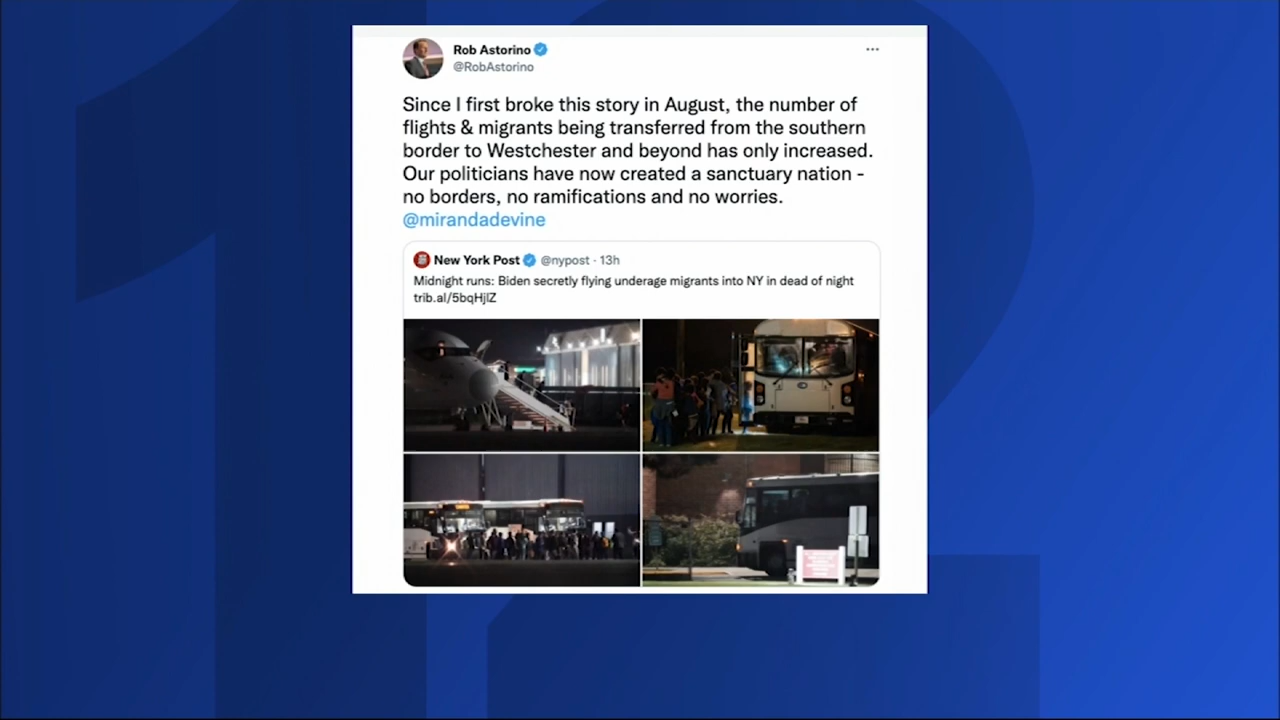 Rob Astorino
@RobAstorino
Since I first broke this story in August, the number of
flights & migrants being transferred from the southern
border to Westchester and beyond has only increased.
Our politicians have now created a sanctuary nation -
no borders, no ramifications and no worries.
@mirandadevine
New York Post @nypost · 13h
Midnight runs: Biden secretly flying underage migrants into NY in dead of night
trib.al/5bqHjlZ
12